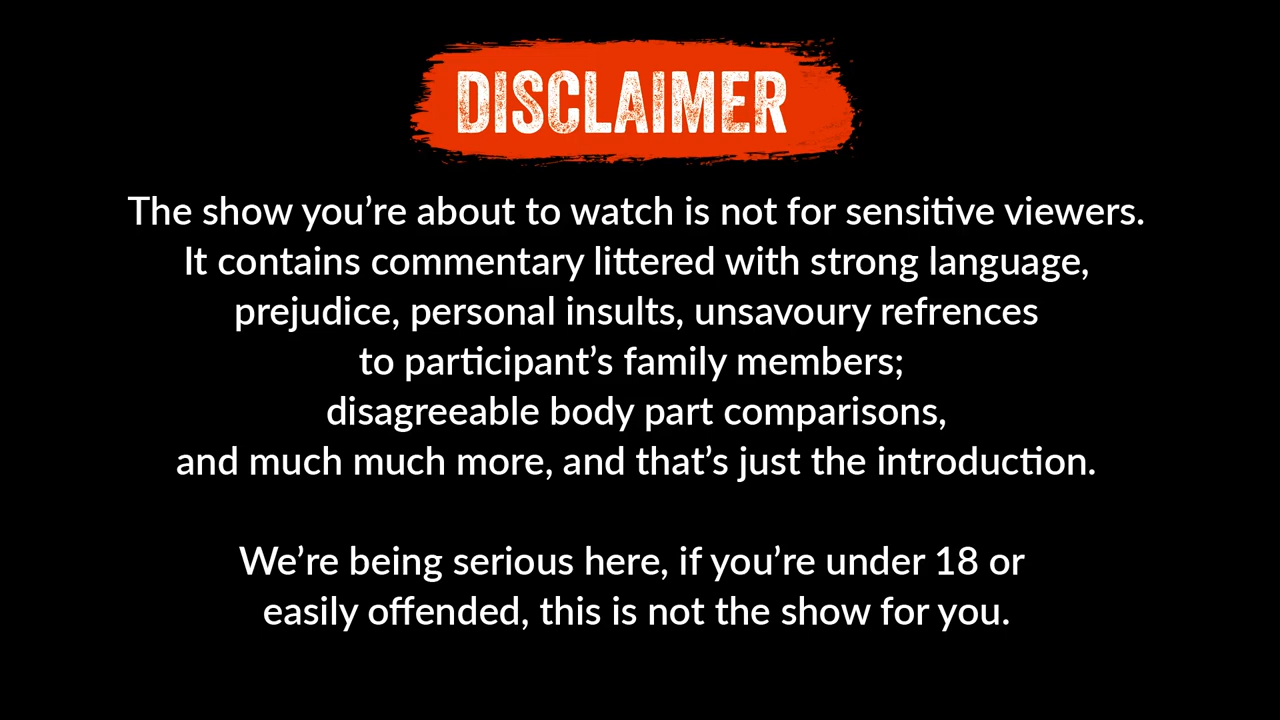 DISCLAIMER
The show you’re about to watch is not for sensitive viewers.
It contains commentary littered with strong language,
prejudice, personal insults, unsavoury refrences
to participant’s family members;
disagreeable body part comparisons,
and much much more, and that’s just the introduction.
We’re being serious here, if you’re under 18 or
easily offended, this is not the show for you.